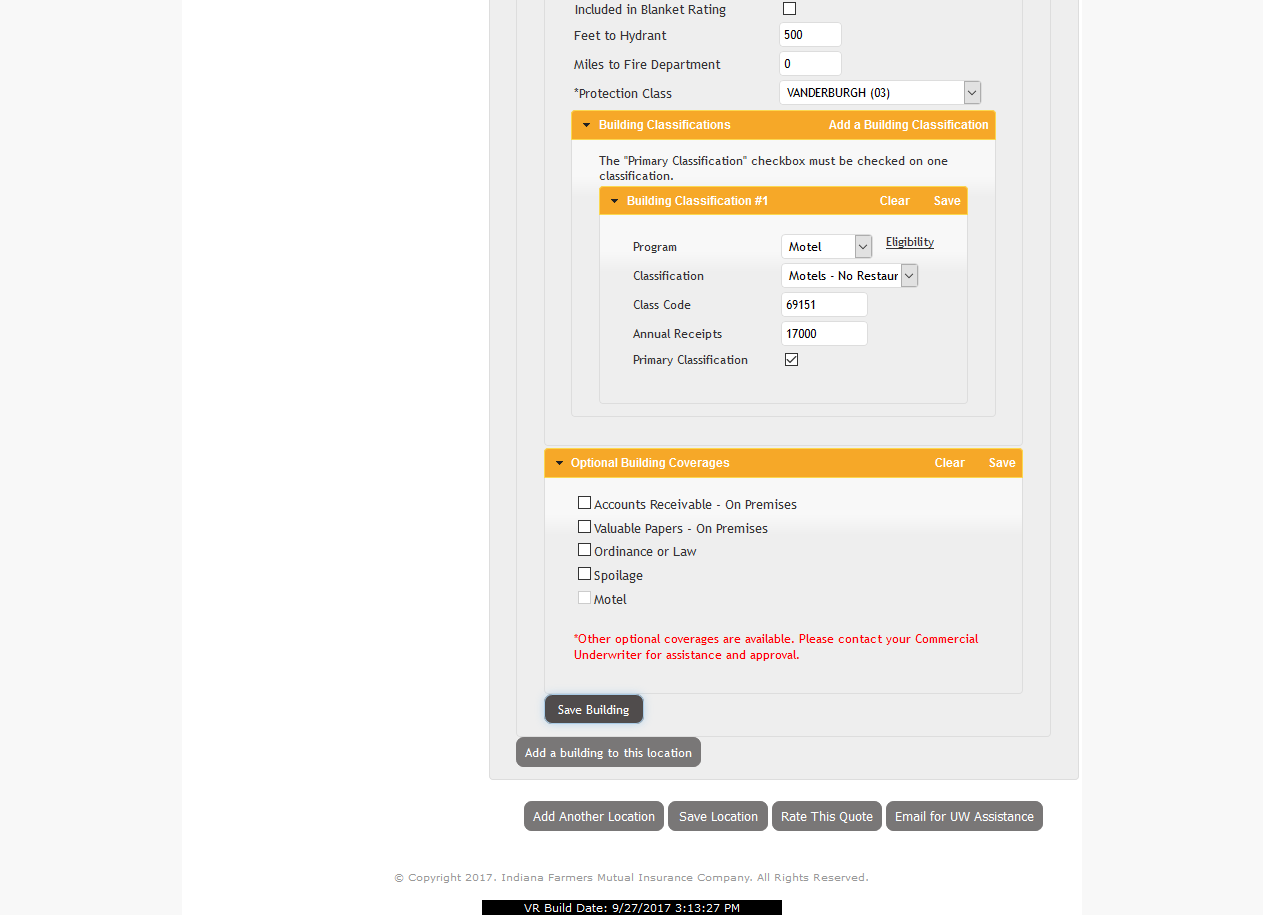 Included in Blanket Rating
Feet to Hydrant 500
Miles to Fire Department 0
*Protection Class VANDERBURGH (03)
Building Classifications Add a Building Classification
The "Primary Classification" checkbox must be checked on one
classification.
Building Classification #1 Clear Save
Program Motel Eligibility
Classification Motels - No Restaur
Class Code 69151
Annual Receipts 17000
Primary Classification
Optional Building Coverages Clear Save
Accounts Receivable - On Premises
Valuable Papers - On Premises
Ordinance or Law
Spoilage
Motel
*Other optional coverages are available. Please contact your Commercial
Underwriter for assistance and approval.
Save Building
Add a building to this location
Add Another Location Save Location Rate This Quote Email for UW Assistance
© Copyright 2017. Indiana Farmers Mutual Insurance Company. All Rights Reserved.
VR Build Date: 9/27/2017 3:13:27 PM